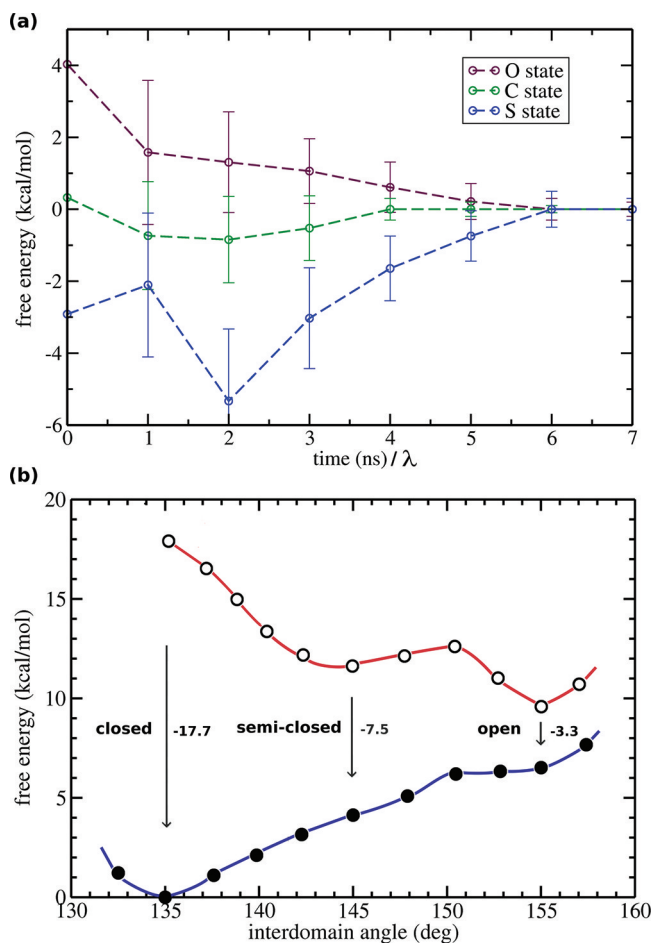 (a)
free energy (kcal/mol)
4
2
0
-2
-4
-6
O state
C state
S state
0 1 2 3 4 5 6 7
time (ns)/λ
(b)
free energy (kcal/mol)
20
15
10
5
0
closed -17.7 semi-closed -7.5 open -3.3
130 135 140 145 150 155 160
interdomain angle (deg)